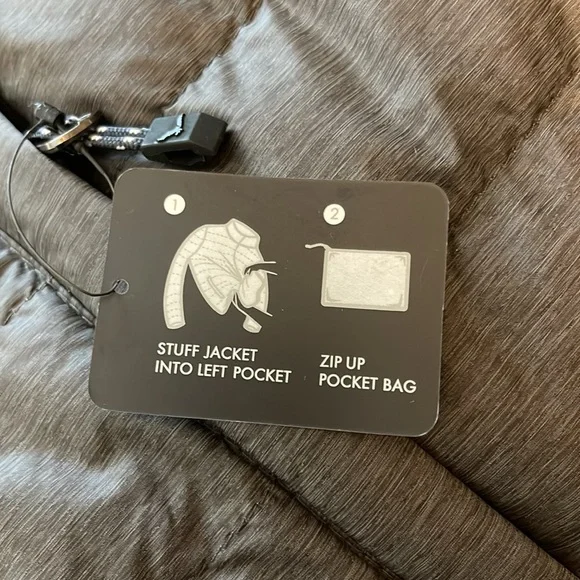 1
2
STUFF JACKET
INTO LEFT POCKET
ZIP UP
POCKET BAG